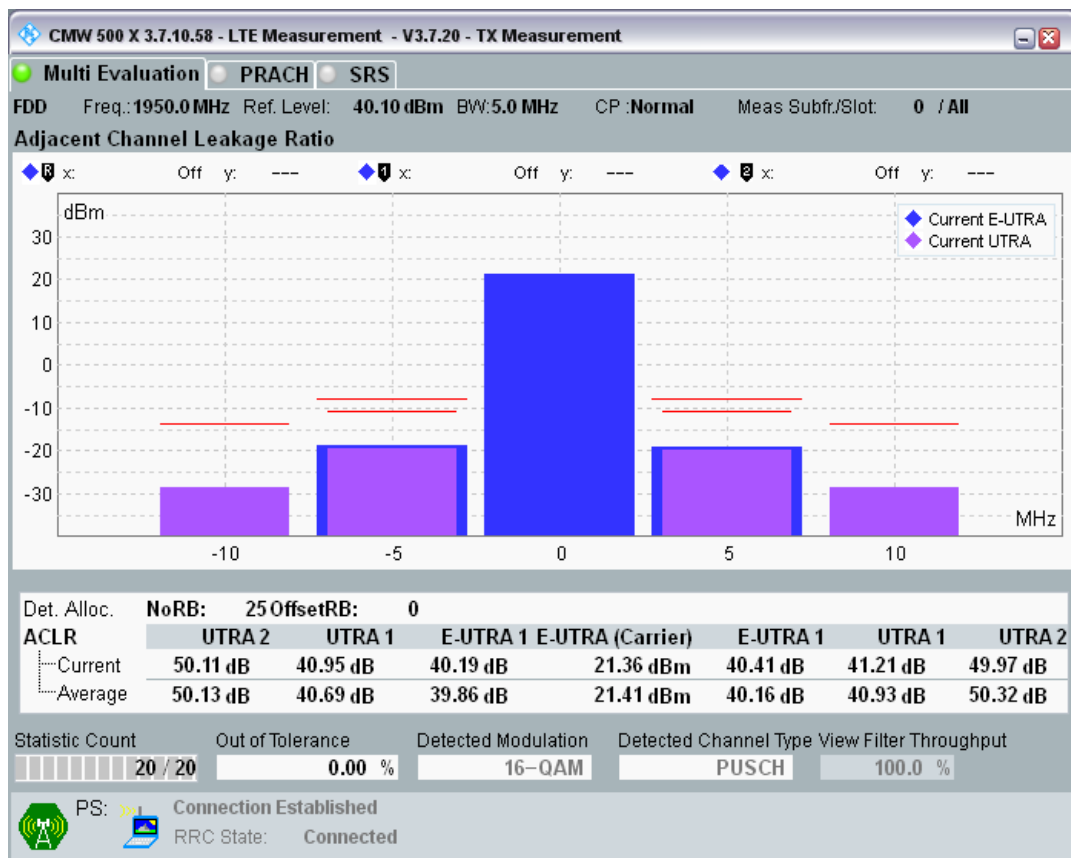 CMW 500 X 3.7.10.58 - LTE Measurement - V3.7.20 - TX Measurement
Multi Evaluation PRACH SRS
FDD Freq.: 1950.0 MHz Ref. Level: 40.10 dBm BW: 5.0 MHz CP : Normal Meas Subfr./Slot: 0 / All
Adjacent Channel Leakage Ratio
R x: Off y: --- 1 x: Off y: --- 2 x: Off y: ---
dBm
Current E-UTRA
Current UTRA
30
20
10
0
-10
-20
-30
MHz
-10 -5 0 5 10
Det. Alloc. NoRB: 25 OffsetRB: 0
ACLR UTRA 2 UTRA 1 E-UTRA 1 E-UTRA (Carrier) E-UTRA 1 UTRA 1 UTRA 2
Current 50.11 dB 40.95 dB 40.19 dB 21.36 dBm 40.41 dB 41.21 dB 49.97 dB
Average 50.13 dB 40.69 dB 39.86 dB 21.41 dBm 40.16 dB 40.93 dB 50.32 dB
Statistic Count Out of Tolerance Detected Modulation Detected Channel Type View Filter Throughput
20 / 20 0.00 % 16-QAM PUSCH 100.0 %
PS: Connection Established
RRC State: Connected